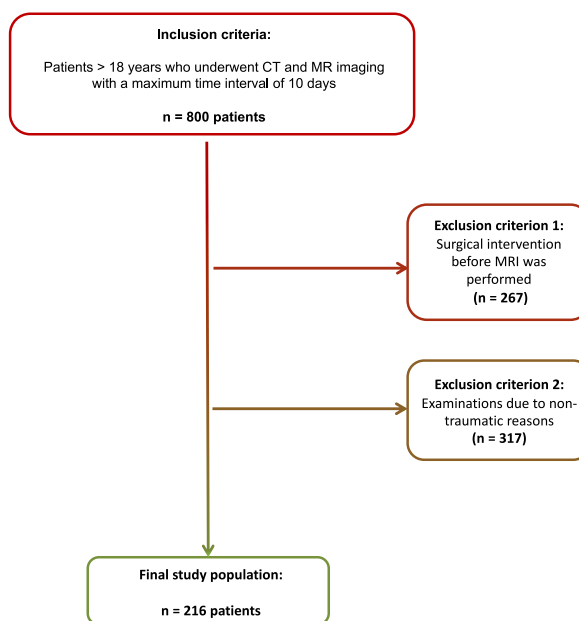 Inclusion criteria:
Patients > 18 years who underwent CT and MR imaging
with a maximum time interval of 10 days
n = 800 patients
Exclusion criterion 1:
Surgical intervention
before MRI was
performed
(n = 267)
Exclusion criterion 2:
Examinations due to non-
traumatic reasons
(n = 317)
Final study population:
n = 216 patients